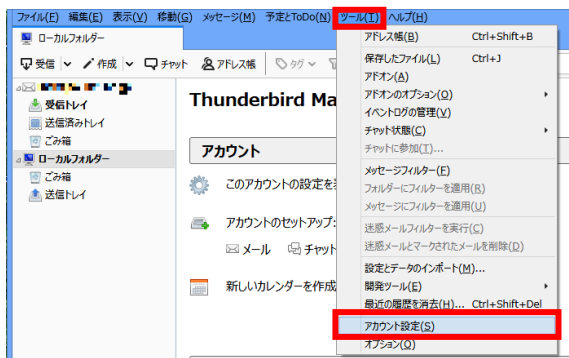 ファイル(F) 編集(E) 表示(V) 移動(G) メッセージ(M) 予定とToDo(N) ツール(T) ヘルプ(H)
ローカルフォルダー
受信 作成 チャット アドレス帳 タグ
受信トレイ
送信済みトレイ
ごみ箱
ローカルフォルダー
ごみ箱
送信トレイ
Thunderbird Ma
アカウント
このアカウントの設定を
アカウントのセットアップ:
メール チャット
新しいカレンダーを作成
アドレス帳(B) Ctrl+Shift+B
保存したファイル(L) Ctrl+J
アドオン(A)
アドオンのオプション(O)
イベントログの管理(V)
チャット状態(C)
チャットに参加(T)...
メッセージフィルター(F)
フォルダーにフィルターを適用(R)
メッセージにフィルターを適用(U)
迷惑メールフィルターを実行(C)
迷惑メールとマークされたメールを削除(D)
設定とデータのインポート(M)...
開発ツール(E)
最近の履歴を消去(H)... Ctrl+Shift+Del
アカウント設定(S)
オプション(O)